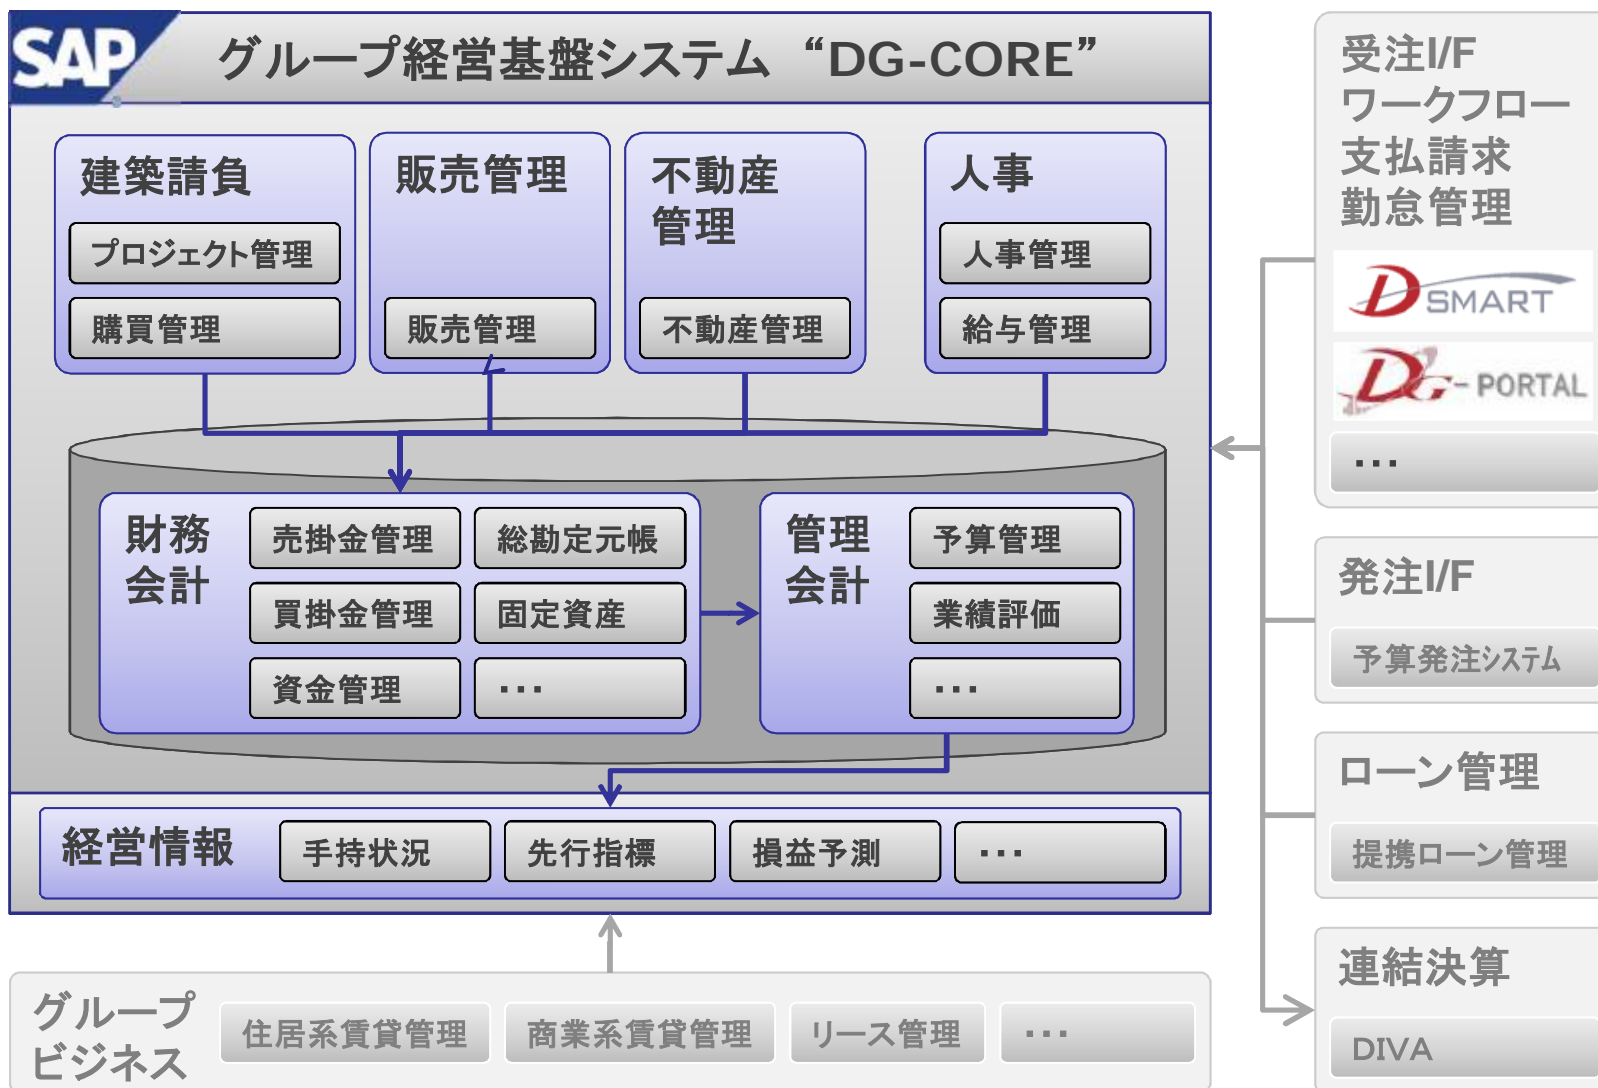 SAP
グループ経営基盤システム “DG-CORE”
建築請負
プロジェクト管理
購買管理
販売管理
販売管理
不動産
管理
不動産管理
人事
人事管理
給与管理
財務
会計
売掛金管理
総勘定元帳
買掛金管理
固定資産
資金管理
・・・
管理
会計
予算管理
業績評価
・・・
経営情報
手持状況
先行指標
損益予測
・・・
グループ
ビジネス
住居系賃貸管理
商業系賃貸管理
リース管理
・・・
受注I/F
ワークフロー
支払請求
勤怠管理
D SMART
DG-PORTAL
・・・
発注I/F
予算発注システム
ローン管理
提携ローン管理
連結決算
DIVA